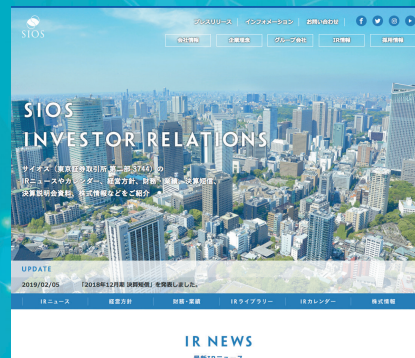 SIOS
プレスリリース | インフォメーション | お問い合わせ
会社情報 企業理念 グループ会社 IR情報 採用情報
SIOS
INVESTOR RELATIONS
サイオス（東京証券取引所 第二部 3744）の
IRニュースやカレンダー、経営方針、財務・業績、決算短信、
決算説明会資料、株式情報などをご紹介
UPDATE
2019/02/05 「2018年12月期 決算短信」を発表しました。
IRニュース 経営方針 財務・業績 IRライブラリー IRカレンダー 株式情報
IR NEWS
最新IRニュース